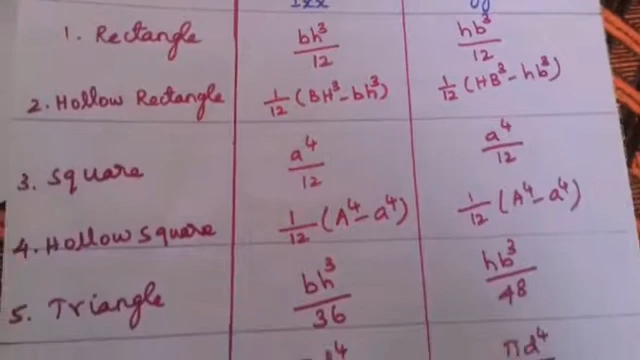 Ixx
1. Rectangle bh³/12 hb³/12
2. Hollow Rectangle 1/12 (BH³-bh³) 1/12 (HB³-hb³)
3. Square a⁴/12 a⁴/12
4. Hollow Square 1/12 (A⁴-a⁴) 1/12 (A⁴-a⁴)
5. Triangle bh³/36 hb³/48
πd⁴